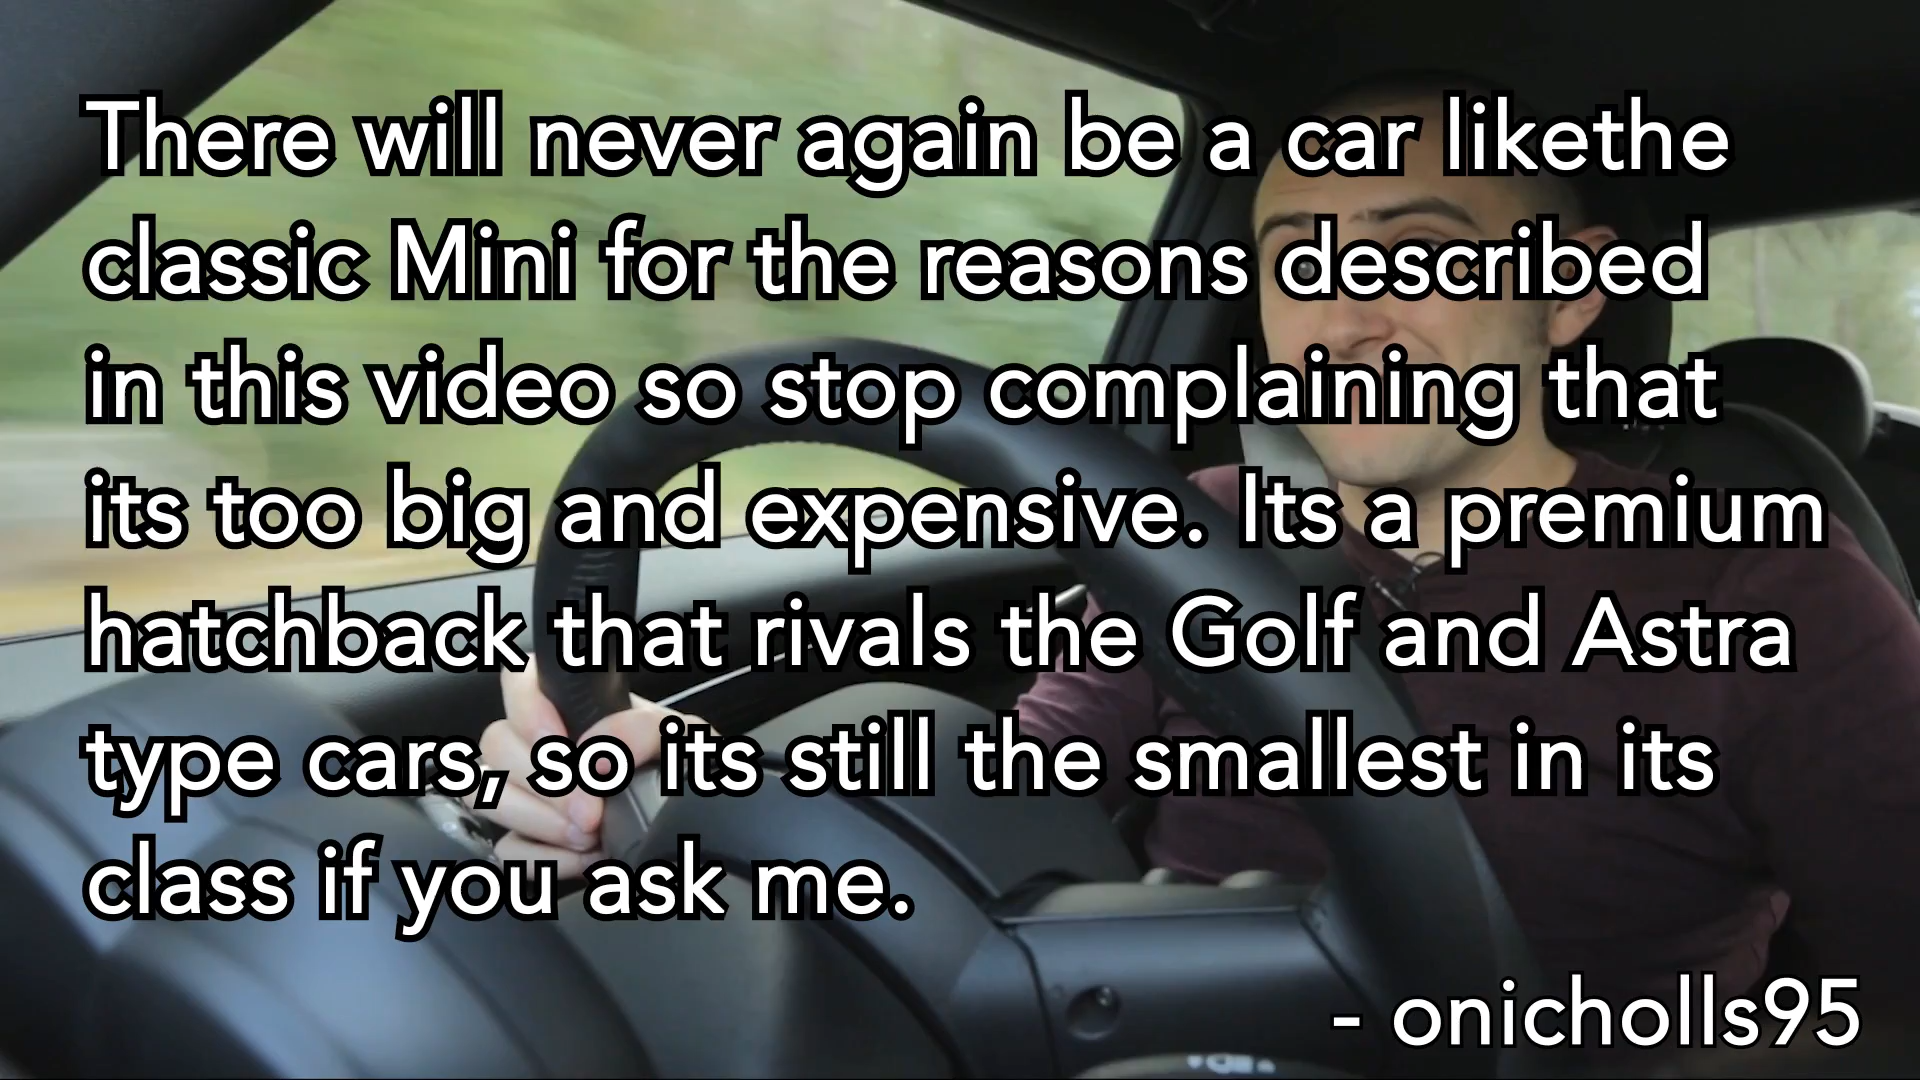 There will never again be a car likethe
classic Mini for the reasons described
in this video so stop complaining that
its too big and expensive. Its a premium
hatchback that rivals the Golf and Astra
type cars, so its still the smallest in its
class if you ask me.
- onicholls95